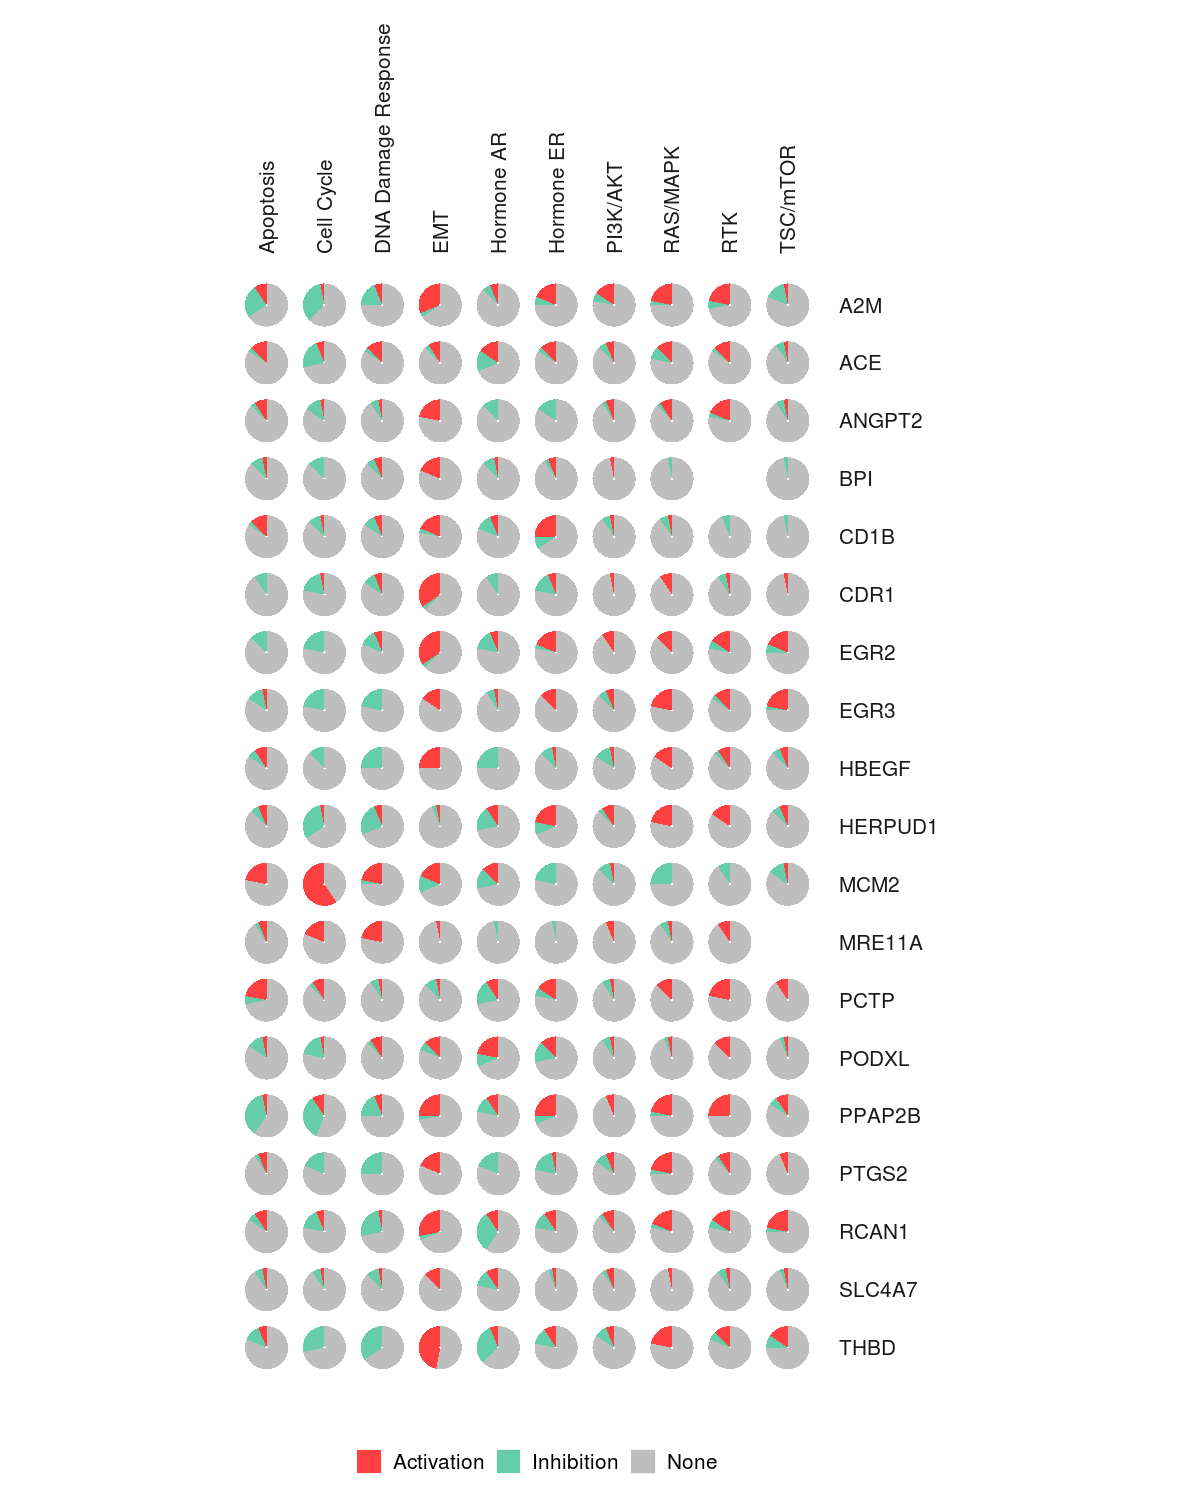 Apoptosis
Cell Cycle
DNA Damage Response
EMT
Hormone AR
Hormone ER
PI3K/AKT
RAS/MAPK
RTK
TSC/mTOR
A2M
ACE
ANGPT2
BPI
CD1B
CDR1
EGR2
EGR3
HBEGF
HERPUD1
MCM2
MRE11A
PCTP
PODXL
PPAP2B
PTGS2
RCAN1
SLC4A7
THBD
Activation Inhibition None